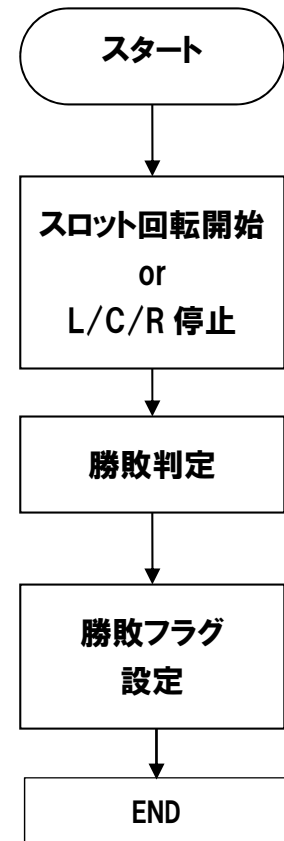 スタート
スロット回転開始
or
L/C/R 停止
勝敗判定
勝敗フラグ
設定
END